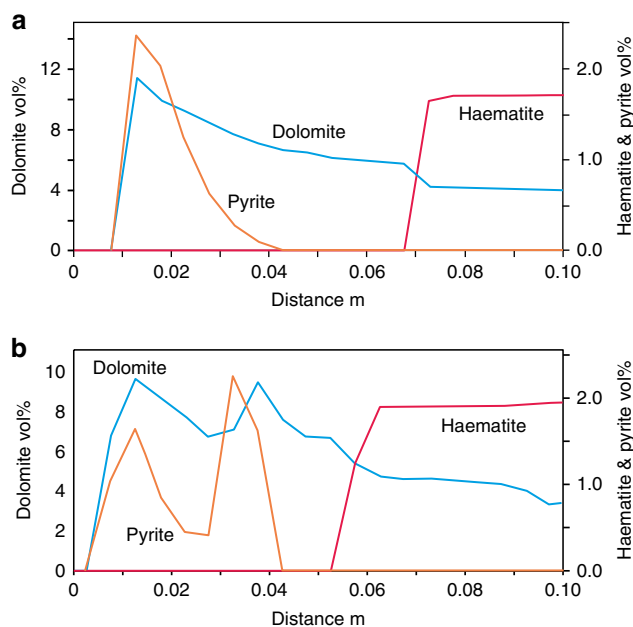 a
Dolomite vol%
12
8
4
0
Dolomite
Pyrite
Haematite
2.0
1.0
0.0
Haematite & pyrite vol%
0 0.02 0.04 0.06 0.08 0.10
Distance m
b
Dolomite vol%
10
8
6
4
2
0
Dolomite
Pyrite
Haematite
2.0
1.0
0.0
Haematite & pyrite vol%
0 0.02 0.04 0.06 0.08 0.10
Distance m